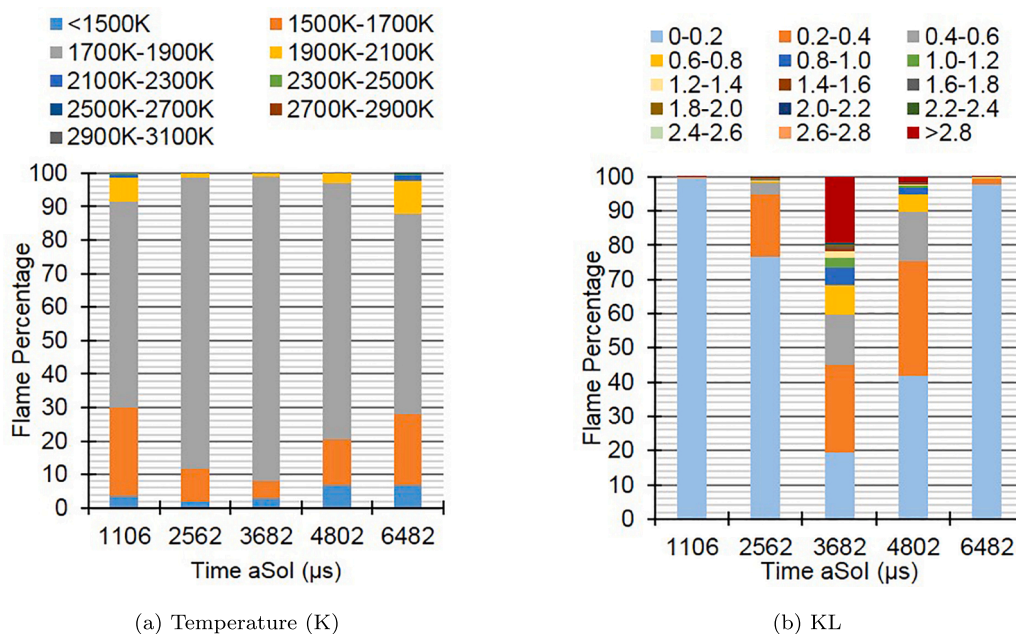 <1500K 1500K-1700K
1700K-1900K 1900K-2100K
2100K-2300K 2300K-2500K
2500K-2700K 2700K-2900K
2900K-3100K
100
90
80
70
60
50
40
30
20
10
0
Flame Percentage
1106 2562 3682 4802 6482
Time aSoI (µs)
(a) Temperature (K)
0-0.2 0.2-0.4 0.4-0.6
0.6-0.8 0.8-1.0 1.0-1.2
1.2-1.4 1.4-1.6 1.6-1.8
1.8-2.0 2.0-2.2 2.2-2.4
2.4-2.6 2.6-2.8 >2.8
100
90
80
70
60
50
40
30
20
10
0
Flame Percentage
1106 2562 3682 4802 6482
Time aSoI (µs)
(b) KL